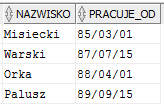 NAZWISKO PRACUJE_OD
Misiecki 85/03/01
Warski 87/07/15
Orka 88/04/01
Palusz 89/09/15